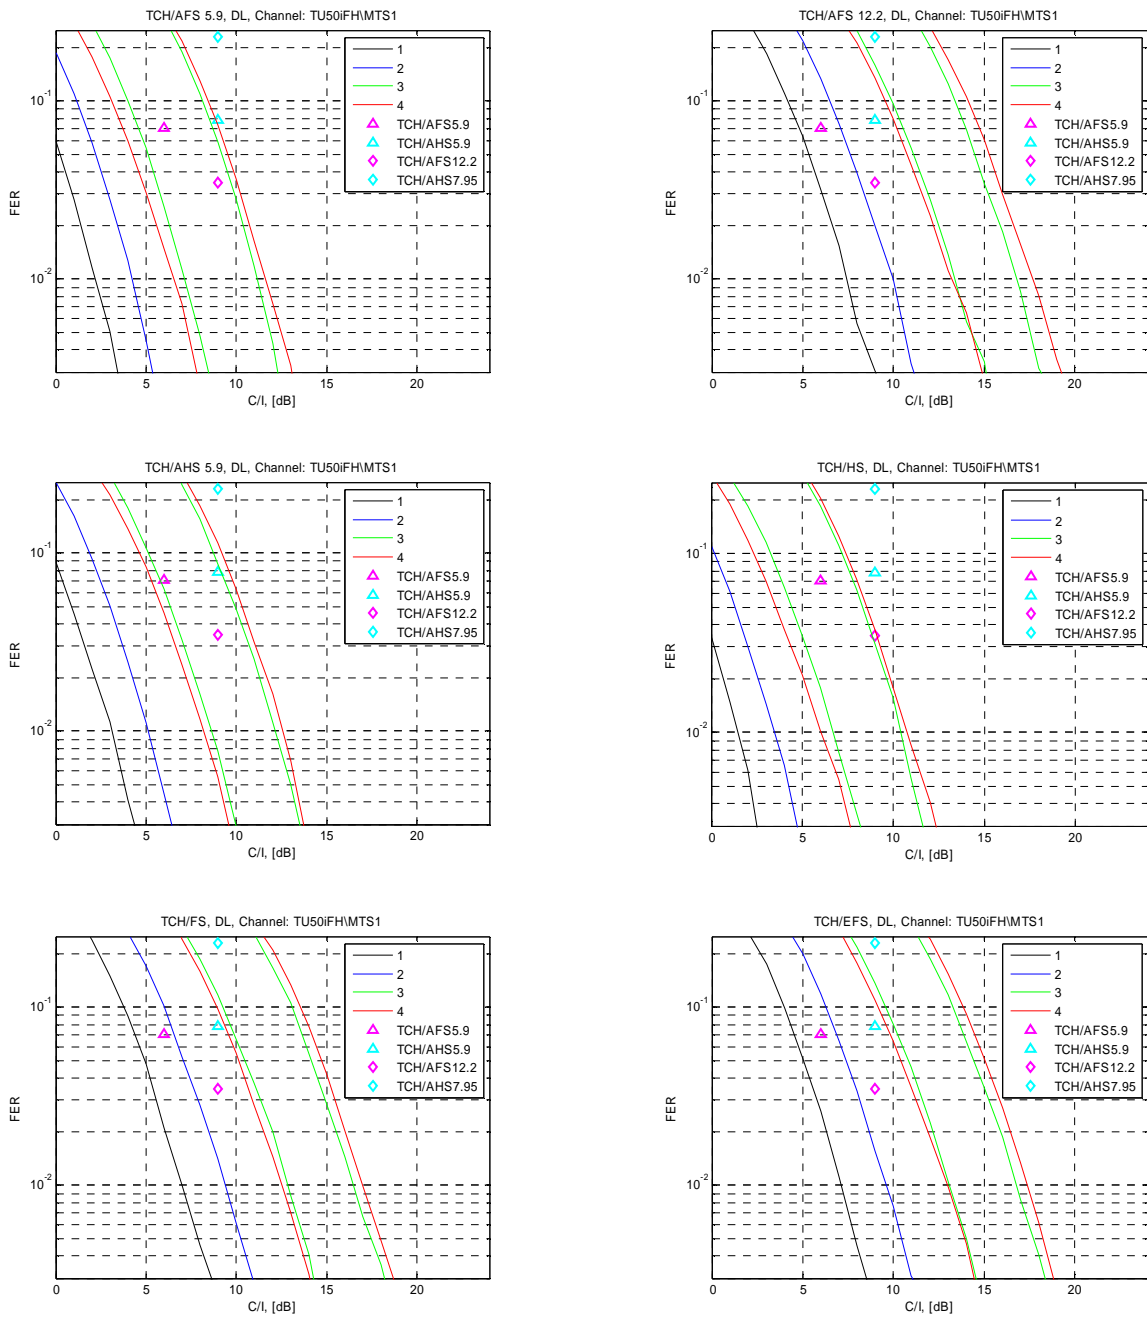 TCH/AFS 5.9, DL, Channel: TU50iFH\MTS1
FER
10-1
10-2
0 5 10 15 20
C/I, [dB]
1
2
3
4
TCH/AFS5.9
TCH/AHS5.9
TCH/AFS12.2
TCH/AHS7.95
TCH/AFS 12.2, DL, Channel: TU50iFH\MTS1
FER
10-1
10-2
0 5 10 15 20
C/I, [dB]
1
2
3
4
TCH/AFS5.9
TCH/AHS5.9
TCH/AFS12.2
TCH/AHS7.95
TCH/AHS 5.9, DL, Channel: TU50iFH\MTS1
FER
10-1
10-2
0 5 10 15 20
C/I, [dB]
1
2
3
4
TCH/AFS5.9
TCH/AHS5.9
TCH/AFS12.2
TCH/AHS7.95
TCH/HS, DL, Channel: TU50iFH\MTS1
FER
10-1
10-2
0 5 10 15 20
C/I, [dB]
1
2
3
4
TCH/AFS5.9
TCH/AHS5.9
TCH/AFS12.2
TCH/AHS7.95
TCH/FS, DL, Channel: TU50iFH\MTS1
FER
10-1
10-2
0 5 10 15 20
C/I, [dB]
1
2
3
4
TCH/AFS5.9
TCH/AHS5.9
TCH/AFS12.2
TCH/AHS7.95
TCH/EFS, DL, Channel: TU50iFH\MTS1
FER
10-1
10-2
0 5 10 15 20
C/I, [dB]
1
2
3
4
TCH/AFS5.9
TCH/AHS5.9
TCH/AFS12.2
TCH/AHS7.95